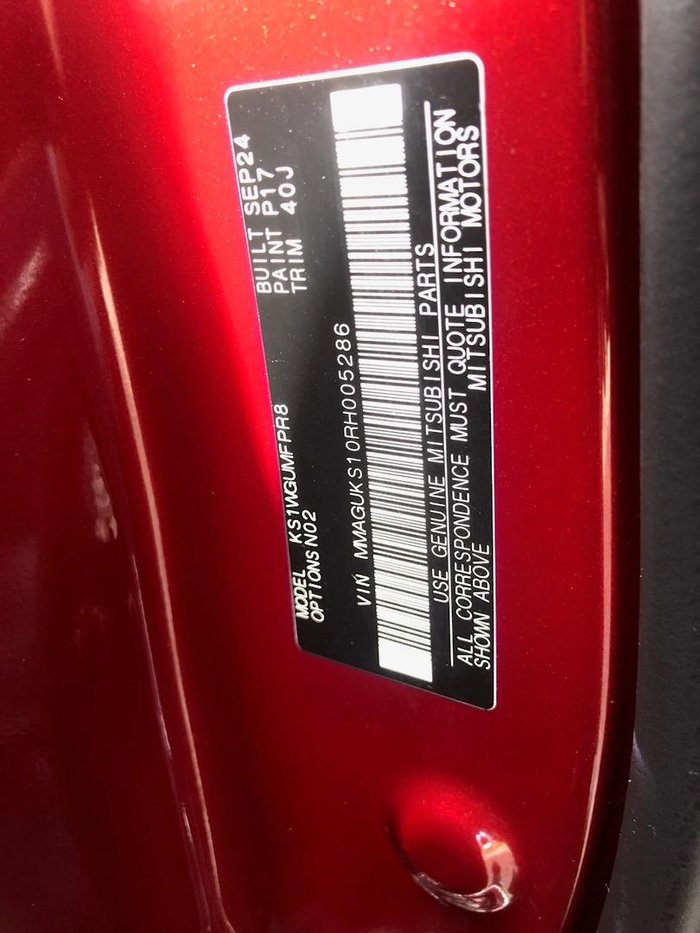 MODEL KS1WGUMFPR8 BUILT SEP24
OPTIONS N02 PAINT P17
TRIM 40J
VIN MMAGUKS10RH005286
USE GENUINE MITSUBISHI PARTS
ALL CORRESPONDENCE MUST QUOTE INFORMATION
SHOWN ABOVE MITSUBISHI MOTORS